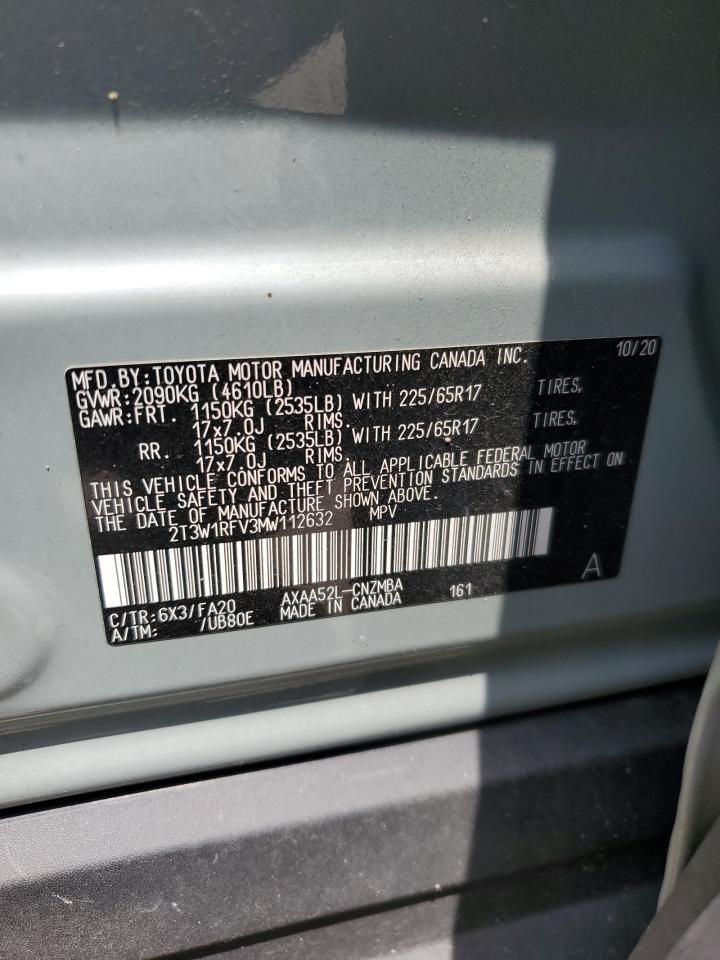 MFD.BY:TOYOTA MOTOR MANUFACTURING CANADA INC. 10/20
GVWR:2090KG (4610LB)
GAWR:FRT. 1150KG (2535LB) WITH 225/65R17 TIRES,
17x7.0J RIMS.
RR. 1150KG (2535LB) WITH 225/65R17 TIRES,
17x7.0J RIMS.
THIS VEHICLE CONFORMS TO ALL APPLICABLE FEDERAL MOTOR
VEHICLE SAFETY AND THEFT PREVENTION STANDARDS IN EFFECT ON
THE DATE OF MANUFACTURE SHOWN ABOVE.
2T3W1RFV3MW112632 MPV
A
C/TR:6X3/FA20 AXAA52L-CNZMBA 161
A/TM: /UB80E MADE IN CANADA